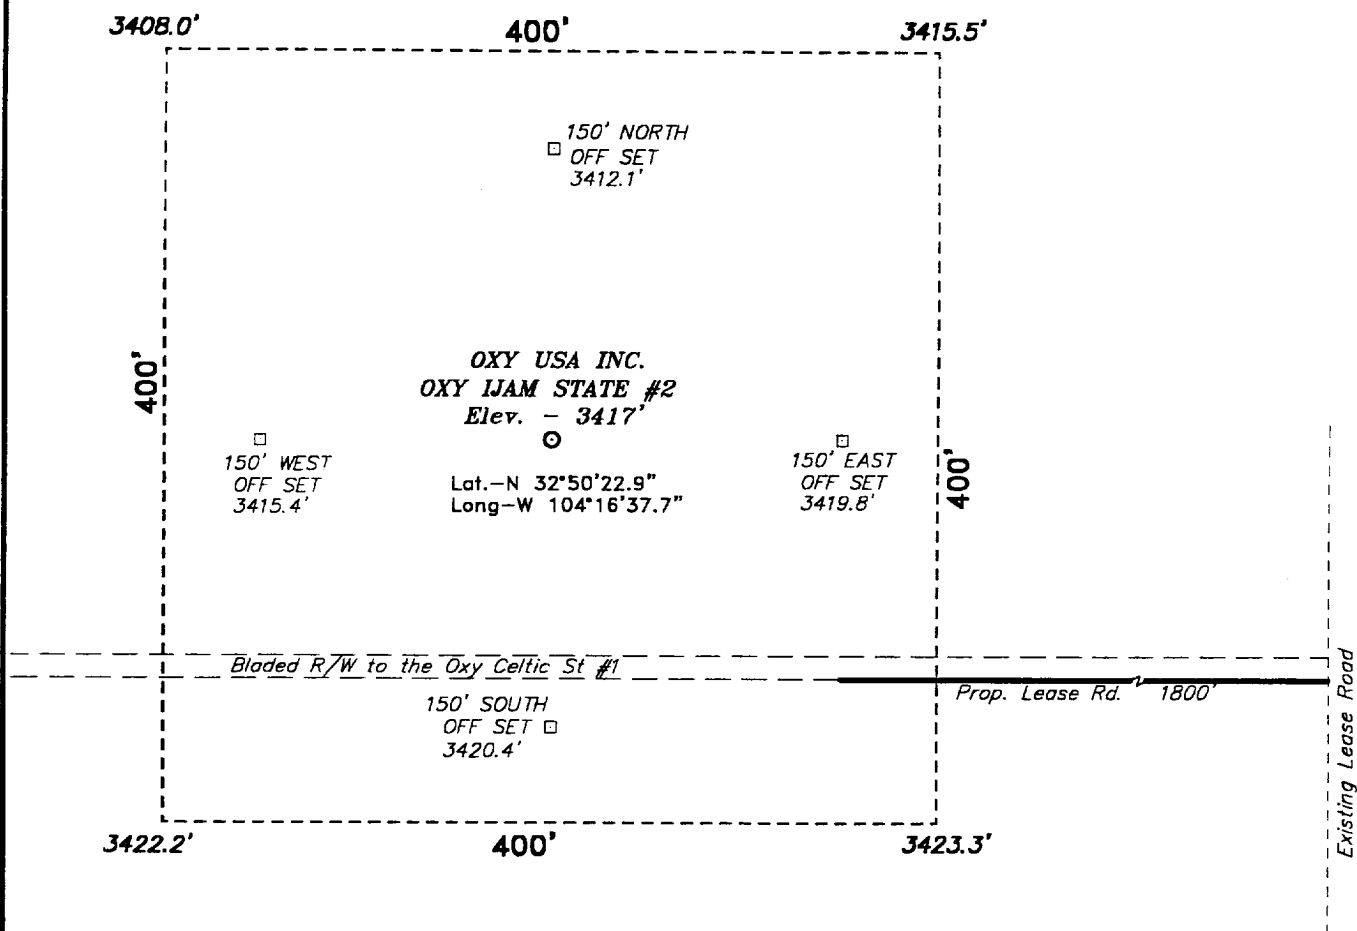 3408.0'
400'
3415.5'
150' NORTH
OFF SET
3412.1'
400'
OXY USA INC.
OXY IJAM STATE #2
Elev. - 3417'
150' WEST
OFF SET
3415.4'
Lat.-N 32°50'22.9"
Long-W 104°16'37.7"
150' EAST
OFF SET
3419.8'
400'
Bladed R/W to the Oxy Celtic St #1
Prop. Lease Rd. 1800'
Existing Lease Road
150' SOUTH
OFF SET
3420.4'
3422.2'
400'
3423.3'